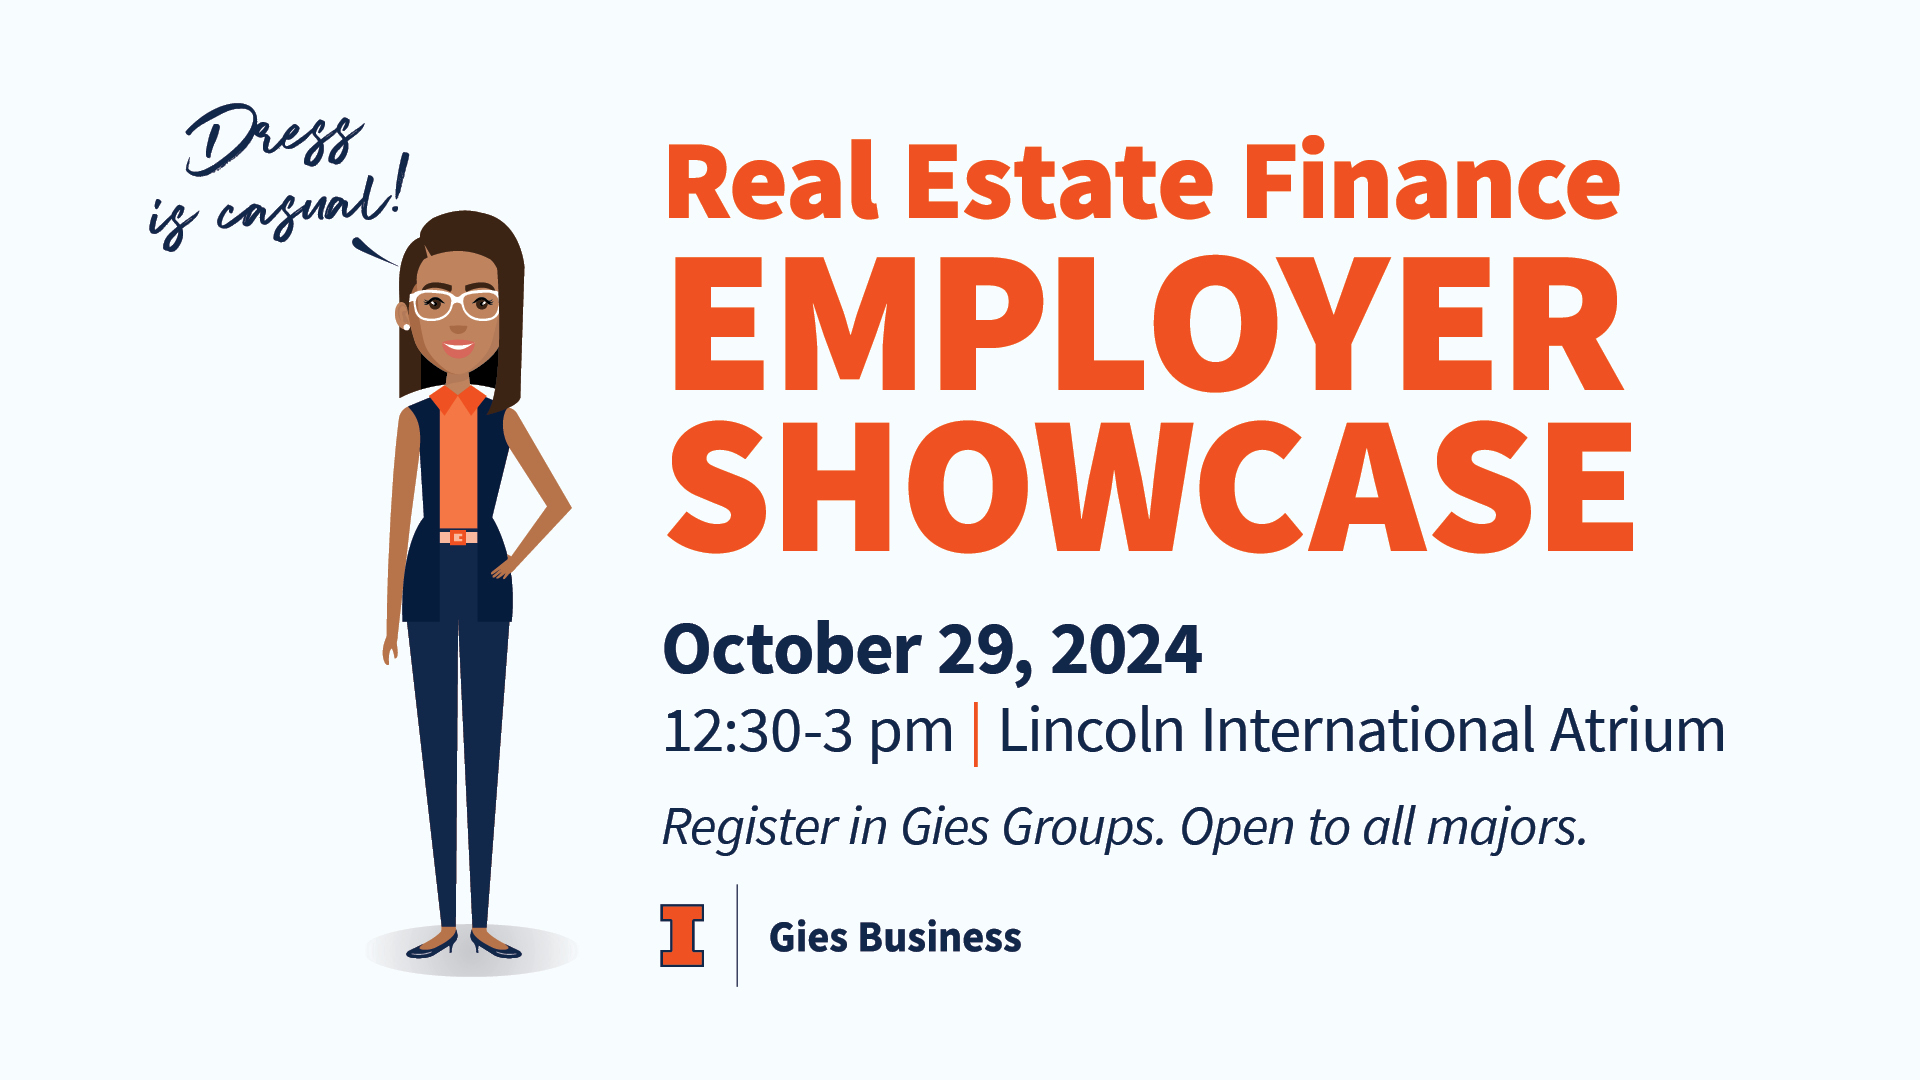 Dress
is casual!
Real Estate Finance
EMPLOYER
SHOWCASE
October 29, 2024
12:30-3 pm | Lincoln International Atrium
Register in Gies Groups. Open to all majors.
I | Gies Business